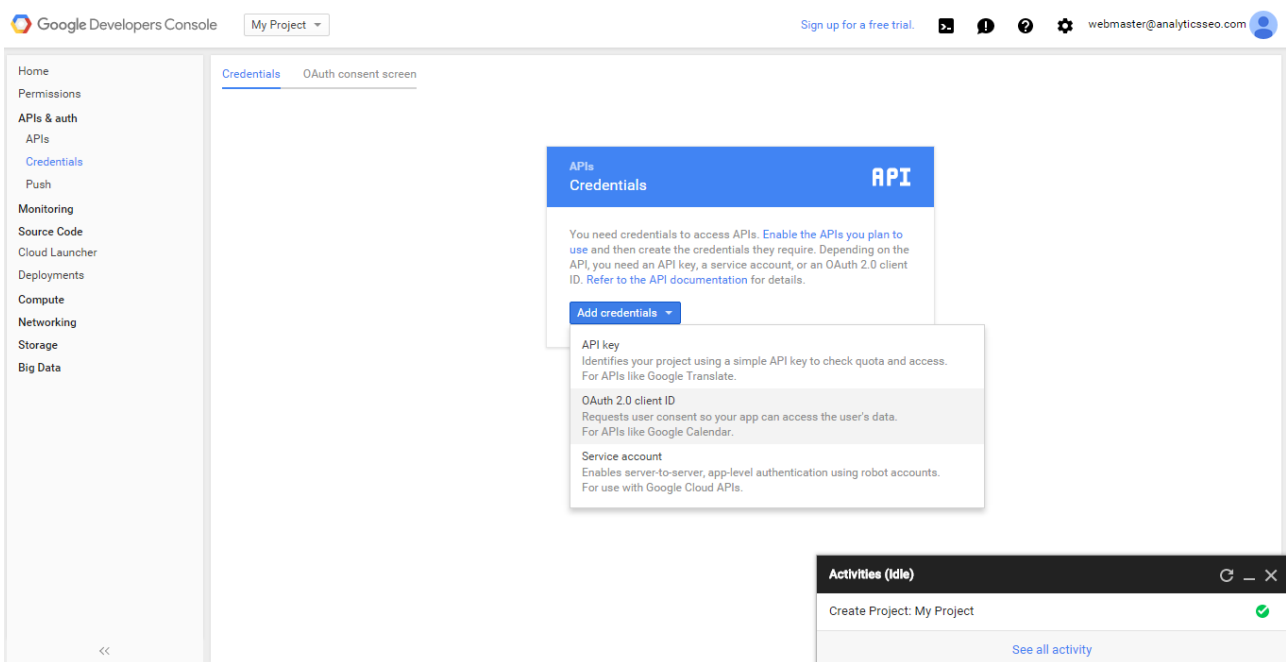 Google Developers Console
My Project
Sign up for a free trial.
webmaster@analyticsseo.com
Home
Permissions
APIs & auth
APIs
Credentials
Push
Monitoring
Source Code
Cloud Launcher
Deployments
Compute
Networking
Storage
Big Data
Credentials
OAuth consent screen
APIs
Credentials
API
You need credentials to access APIs. Enable the APIs you plan to
use and then create the credentials they require. Depending on the
API, you need an API key, a service account, or an OAuth 2.0 client
ID. Refer to the API documentation for details.
Add credentials
API key
Identifies your project using a simple API key to check quota and access.
For APIs like Google Translate.
OAuth 2.0 client ID
Requests user consent so your app can access the user's data.
For APIs like Google Calendar.
Service account
Enables server-to-server, app-level authentication using robot accounts.
For use with Google Cloud APIs.
Activities (Idle)
Create Project: My Project
See all activity